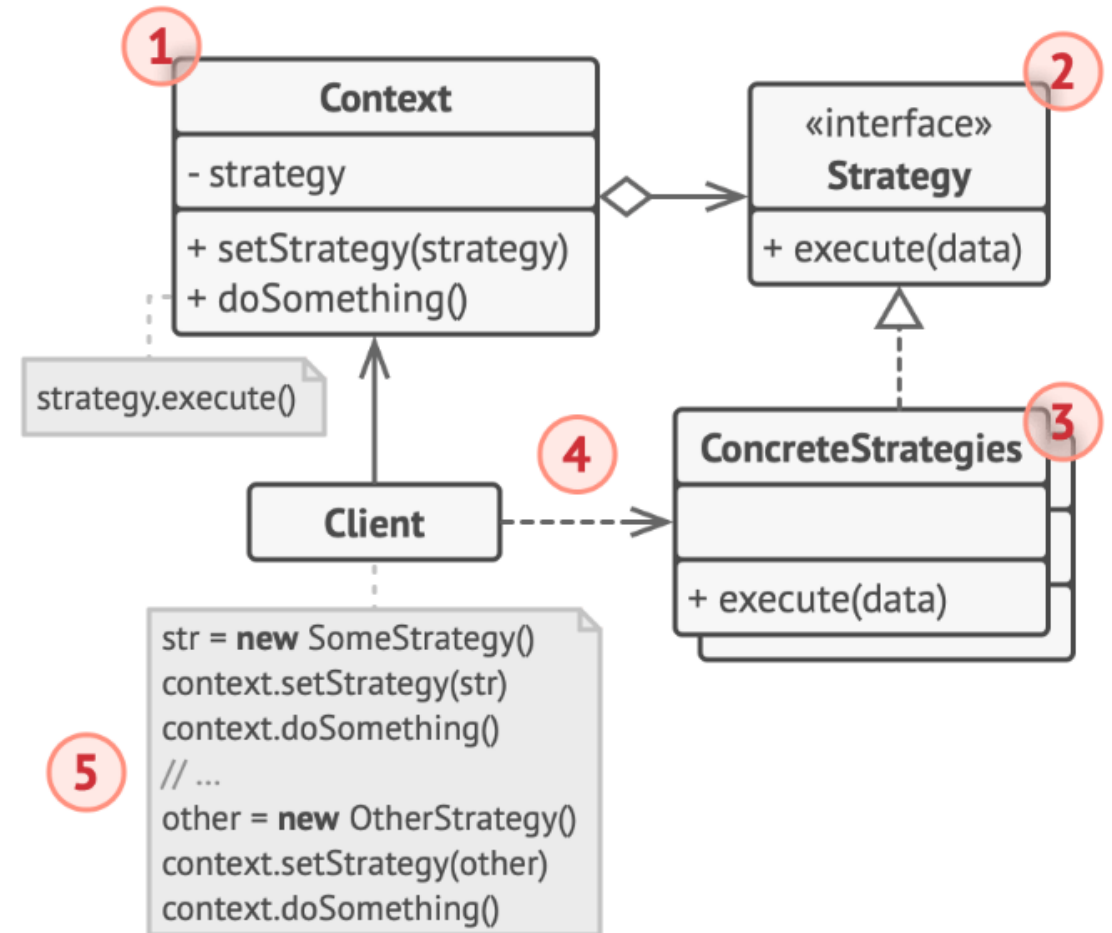 1
Context
- strategy
+ setStrategy(strategy)
+ doSomething()
strategy.execute()
2
«interface»
Strategy
+ execute(data)
3
ConcreteStrategies
+ execute(data)
4
Client
5
str = new SomeStrategy()
context.setStrategy(str)
context.doSomething()
// ...
other = new OtherStrategy()
context.setStrategy(other)
context.doSomething()